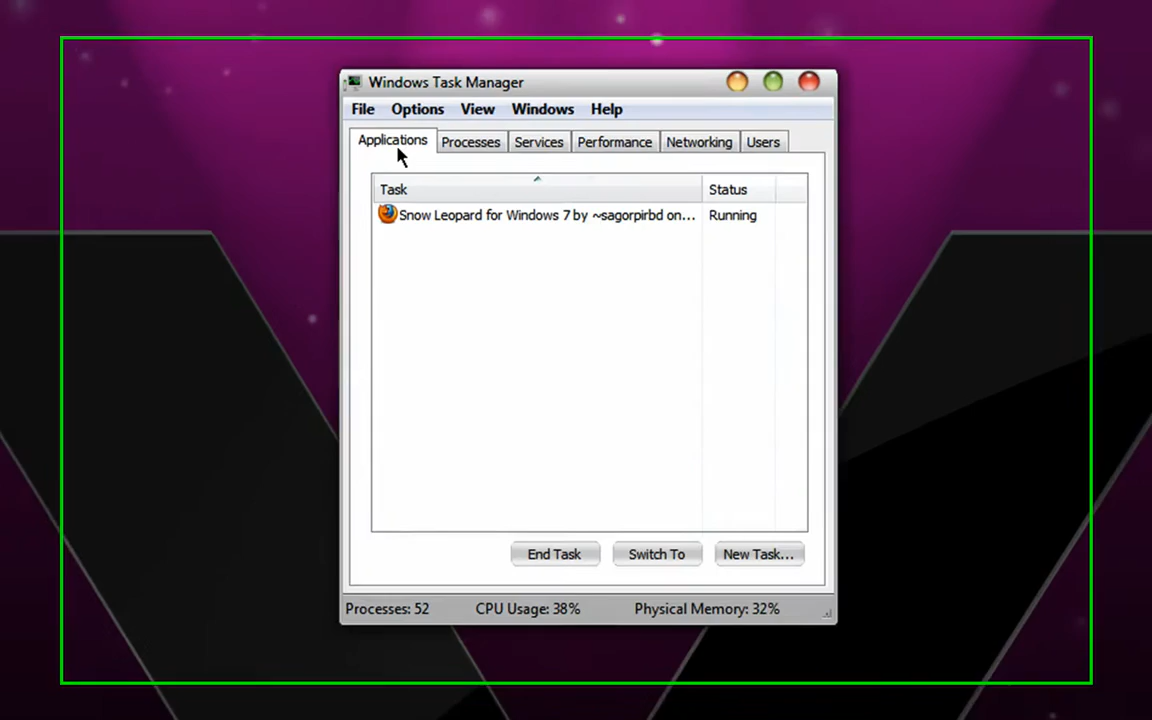 Windows Task Manager
File Options View Windows Help
Applications Processes Services Performance Networking Users
Task Status
Snow Leopard for Windows 7 by ~sagorpirbd on... Running
End Task Switch To New Task...
Processes: 52 CPU Usage: 38% Physical Memory: 32%